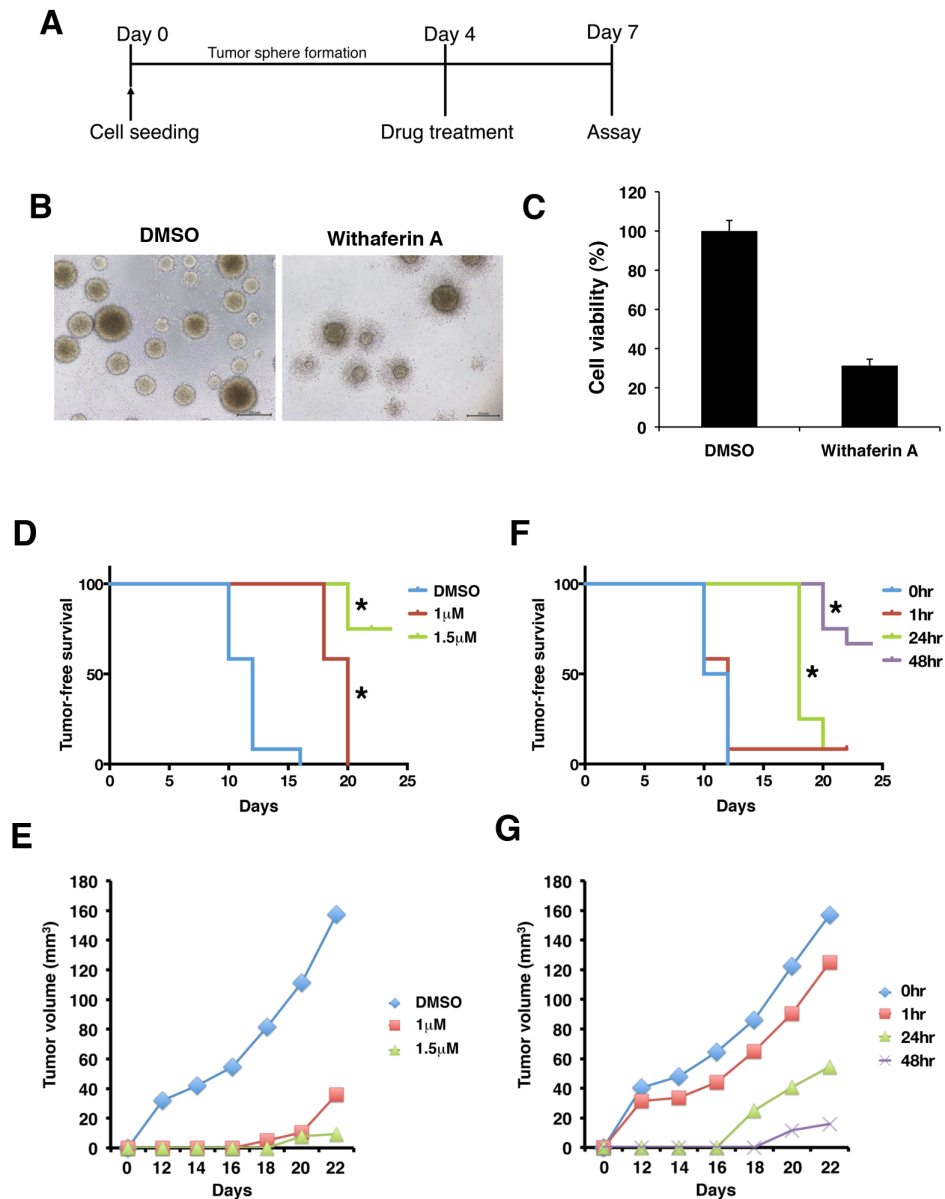 A
Day 0
Day 4
Day 7
Tumor sphere formation
Cell seeding
Drug treatment
Assay
B
DMSO
Withaferin A
C
Cell viability (%)
120
100
80
60
40
20
0
DMSO
Withaferin A
D
Tumor-free survival
100
50
0
0 5 10 15 20 25
Days
DMSO
1μM
1.5μM
*
*
F
Tumor-free survival
100
50
0
0 5 10 15 20 25
Days
0hr
1hr
24hr
48hr
*
*
E
Tumor volume (mm³)
180
160
140
120
100
80
60
40
20
0
0 12 14 16 18 20 22
Days
DMSO
1μM
1.5μM
G
Tumor volume (mm³)
180
160
140
120
100
80
60
40
20
0
0 12 14 16 18 20 22
Days
0hr
1hr
24hr
48hr